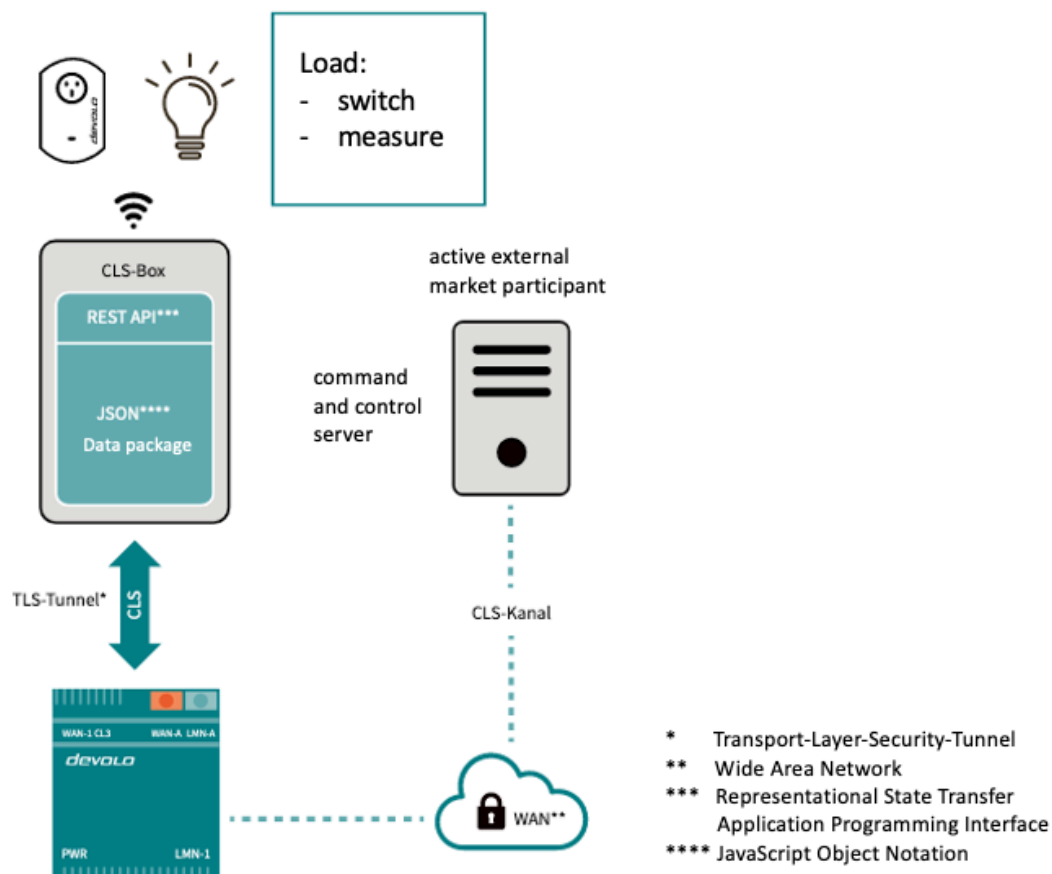 devolo
Load:
- switch
- measure
CLS-Box
REST API***
JSON****
Data package
active external
market participant
command
and control
server
TLS-Tunnel*
CLS
CLS-Kanal
WAN-1 CL3 WAN-A LMN-A
devolo
PWR LMN-1
WAN**
* Transport-Layer-Security-Tunnel
** Wide Area Network
*** Representational State Transfer
Application Programming Interface
**** JavaScript Object Notation